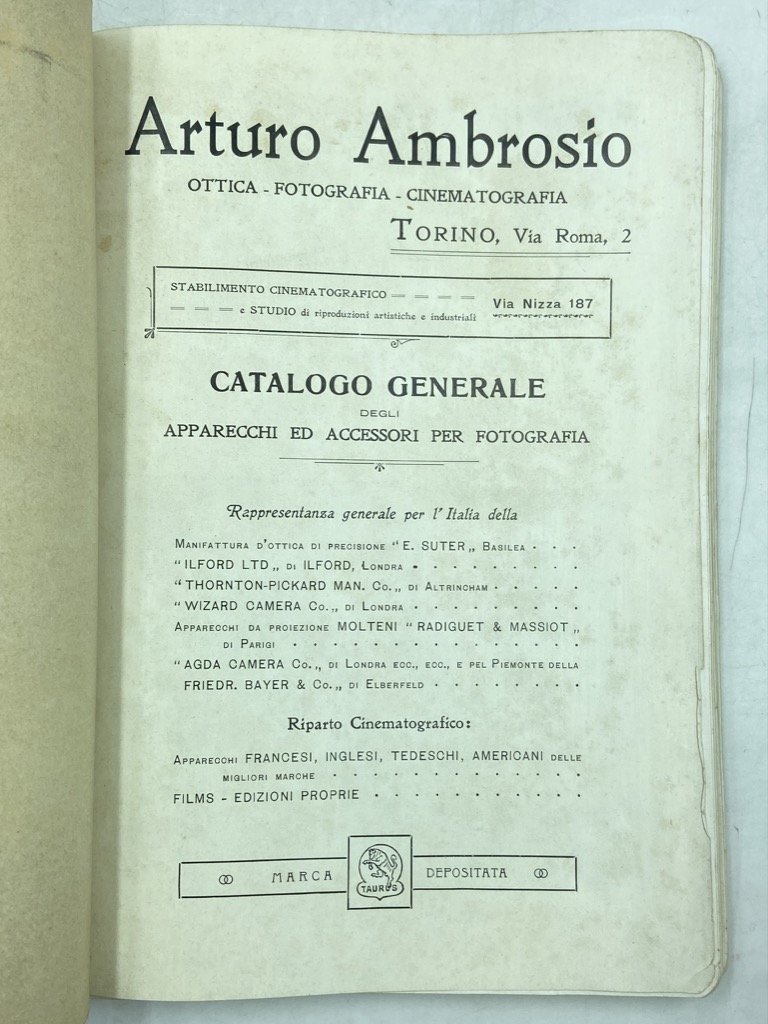 Arturo Ambrosio
OTTICA - FOTOGRAFIA - CINEMATOGRAFIA
TORINO, Via Roma, 2
STABILIMENTO CINEMATOGRAFICO — — — —
— — — e STUDIO di riproduzioni artistiche e industriali
Via Nizza 187
CATALOGO GENERALE
DEGLI
APPARECCHI ED ACCESSORI PER FOTOGRAFIA
Rappresentanza generale per l'Italia della
MANIFATTURA D'OTTICA DI PRECISIONE "E. SUTER„ BASILEA . . .
"ILFORD LTD„ DI ILFORD, LONDRA . . . . . . . . .
"THORNTON-PICKARD MAN. CO.„ DI ALTRINCHAM . . . . .
"WIZARD CAMERA CO.„ DI LONDRA . . . . . . . . .
APPARECCHI DA PROIEZIONE MOLTENI "RADIGUET & MASSIOT„
DI PARIGI . . . . . . . . . . . . . . .
"AGDA CAMERA CO.„ DI LONDRA ECC., ECC., E PEL PIEMONTE DELLA
FRIEDR. BAYER & CO.„ DI ELBERFELD . . . . . . . .
Riparto Cinematografico:
APPARECCHI FRANCESI, INGLESI, TEDESCHI, AMERICANI DELLE
MIGLIORI MARCHE . . . . . . . . . . . . .
FILMS - EDIZIONI PROPRIE . . . . . . . . . . .
MARCA TAURUS DEPOSITATA